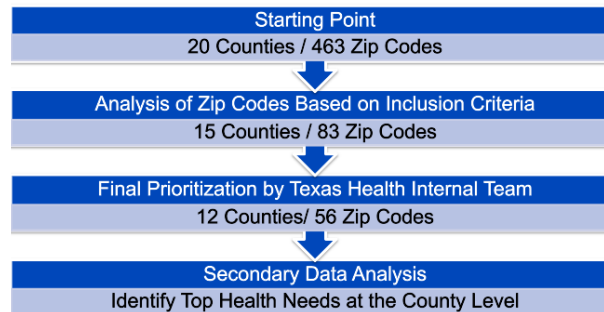 Starting Point
20 Counties / 463 Zip Codes
Analysis of Zip Codes Based on Inclusion Criteria
15 Counties / 83 Zip Codes
Final Prioritization by Texas Health Internal Team
12 Counties/ 56 Zip Codes
Secondary Data Analysis
Identify Top Health Needs at the County Level